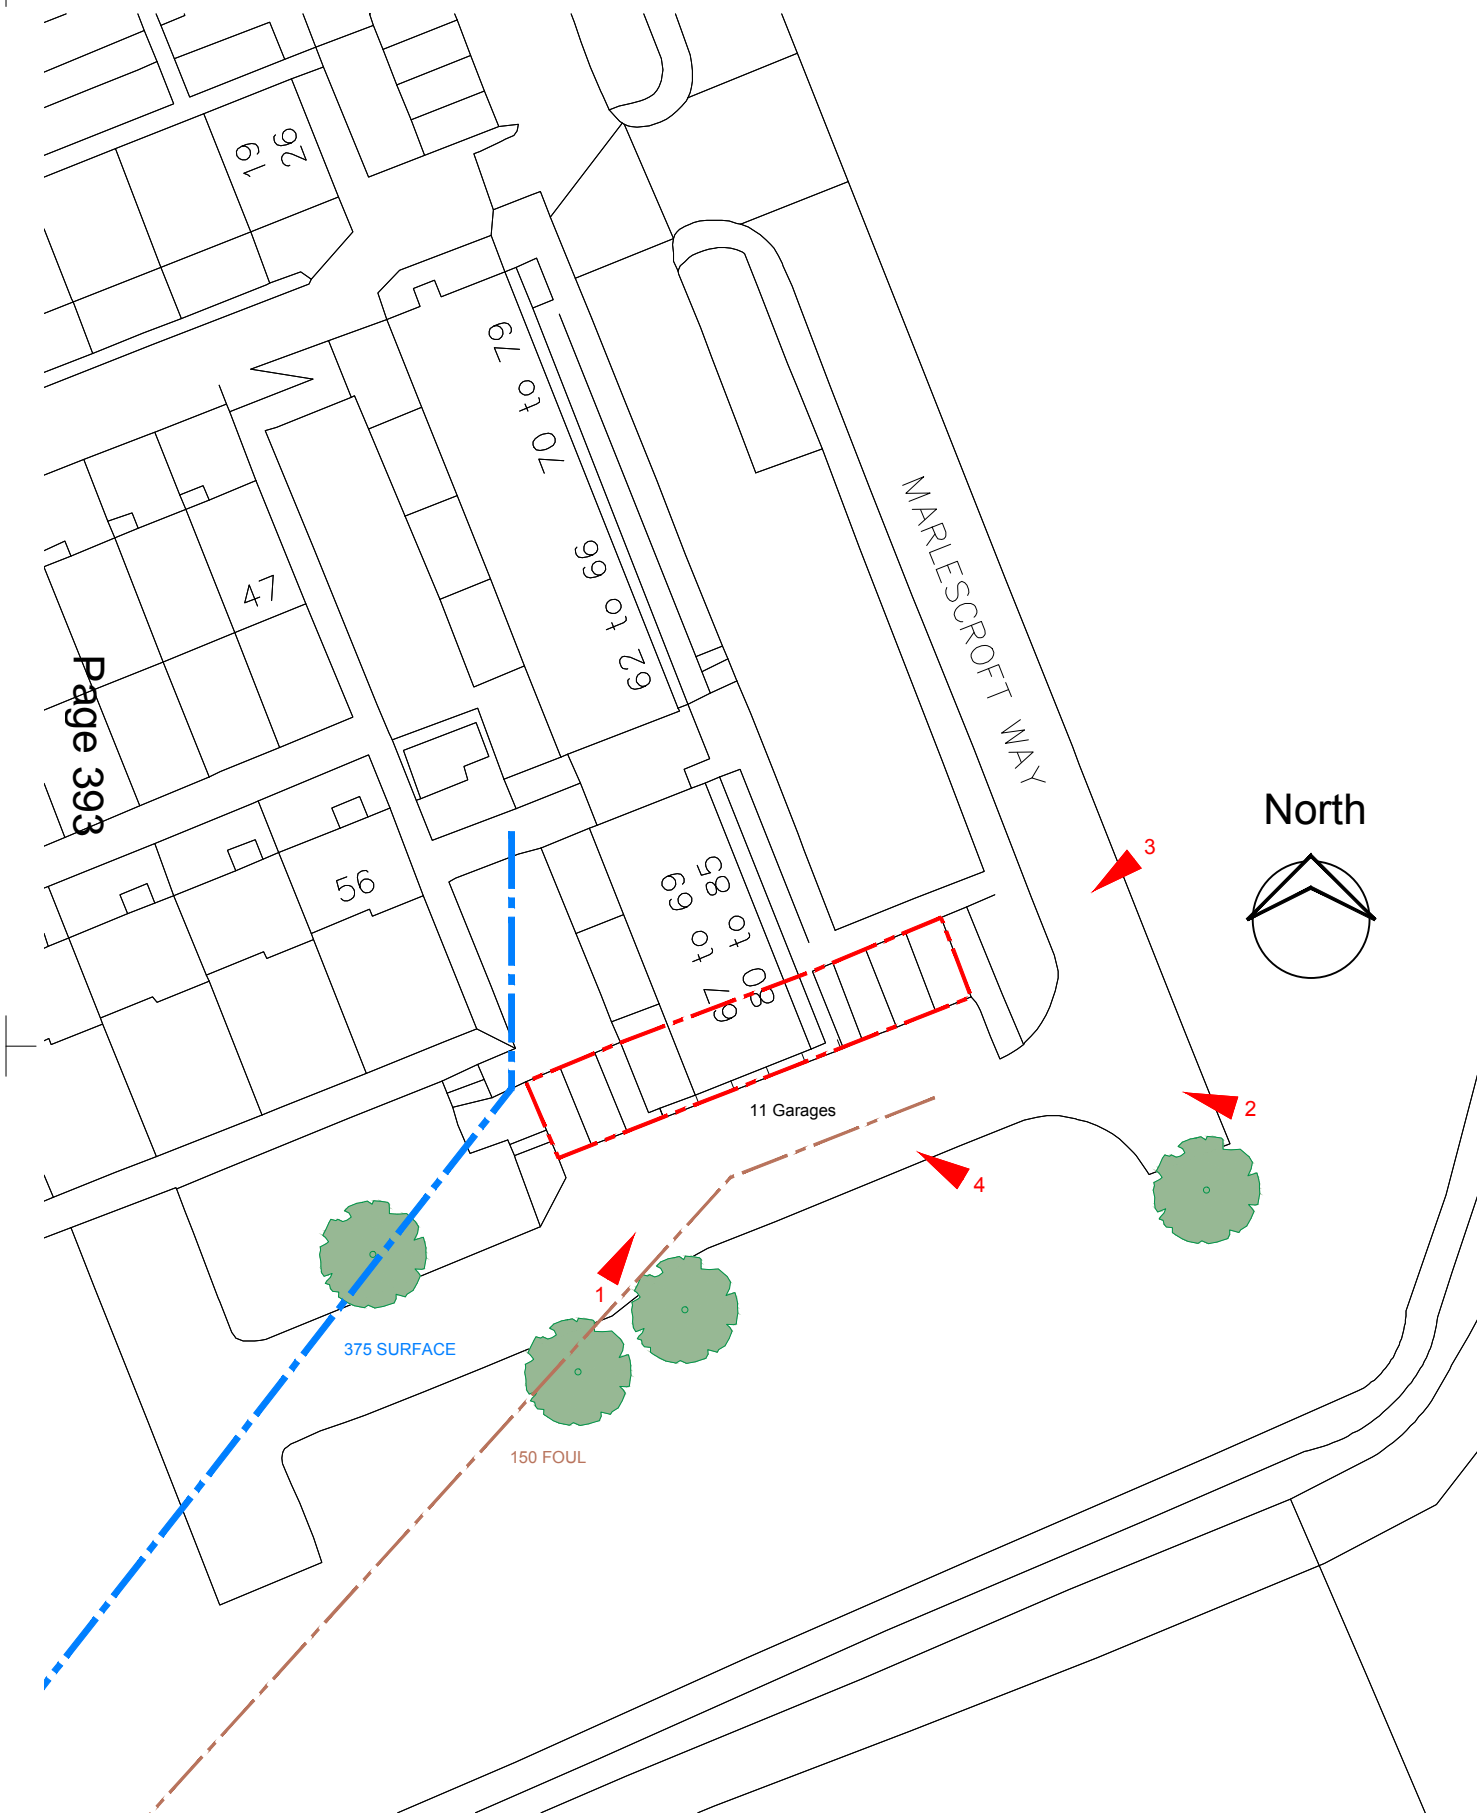 19
26
70 to 79
62 to 66
47
MARLESCROFT WAY
Page 393
North
56
67 to 69
80 to 85
3
2
11 Garages
4
1
375 SURFACE
150 FOUL